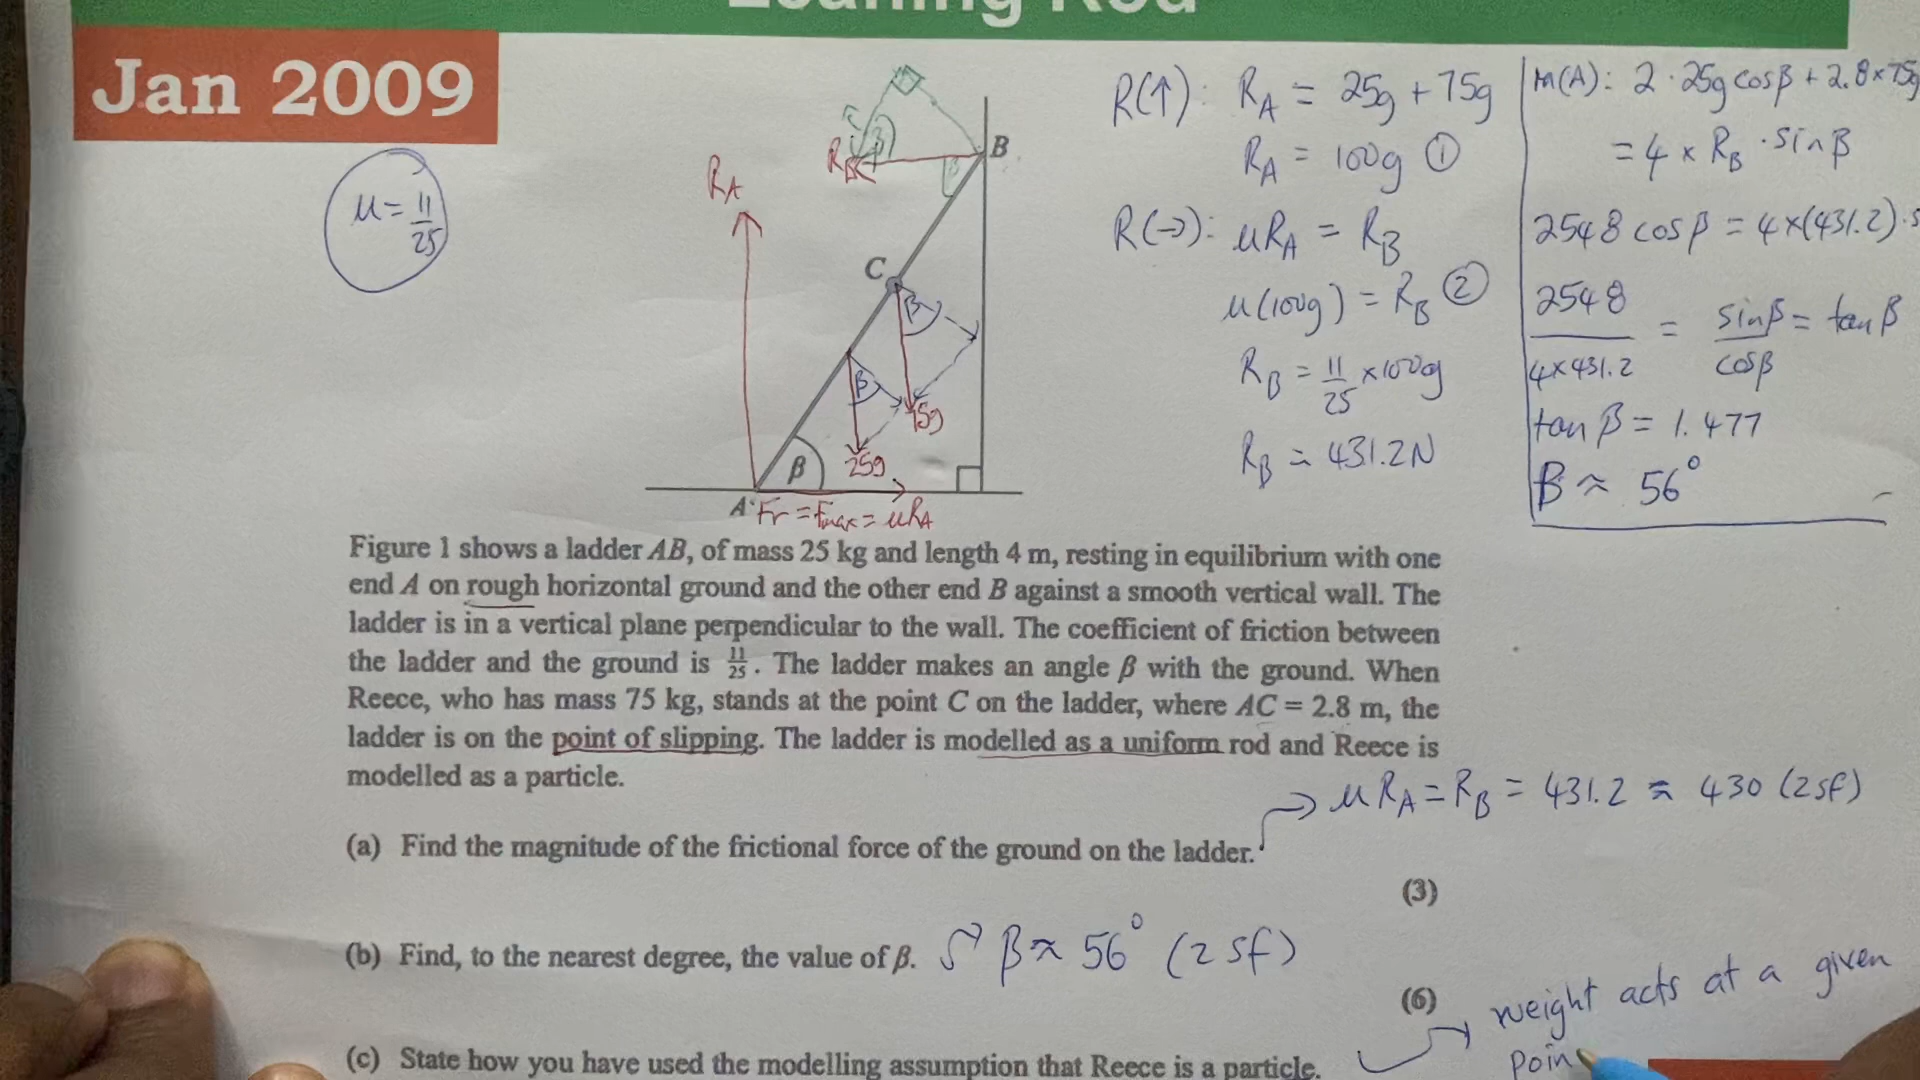 Leaning Rod
Jan 2009
μ = 11/25
R_A
R_B
B
β
β
C
β
β
75g
25g
β
A
Fr = Fmax = μR_A
R(↑): R_A = 25g + 75g
R_A = 100g ①
R(→): μR_A = R_B
μ(100g) = R_B ②
R_B = 11/25 × 100g
R_B = 431.2N
m(A): 2·25g cosβ + 2.8×75g
= 4 × R_B · sinβ
2548 cosβ = 4×(431.2)·s
2548/4×431.2 = sinβ/cosβ = tanβ
tan β = 1.477
β ≈ 56°
Figure 1 shows a ladder AB, of mass 25 kg and length 4 m, resting in equilibrium with one
end A on rough horizontal ground and the other end B against a smooth vertical wall. The
ladder is in a vertical plane perpendicular to the wall. The coefficient of friction between
the ladder and the ground is 11/25. The ladder makes an angle β with the ground. When
Reece, who has mass 75 kg, stands at the point C on the ladder, where AC = 2.8 m, the
ladder is on the point of slipping. The ladder is modelled as a uniform rod and Reece is
modelled as a particle.
→ μR_A = R_B = 431.2 ≈ 430 (2sf)
(a) Find the magnitude of the frictional force of the ground on the ladder.
(3)
(b) Find, to the nearest degree, the value of β. → β ≈ 56° (2sf)
(6)
weight acts at a given
poin
(c) State how you have used the modelling assumption that Reece is a particle.